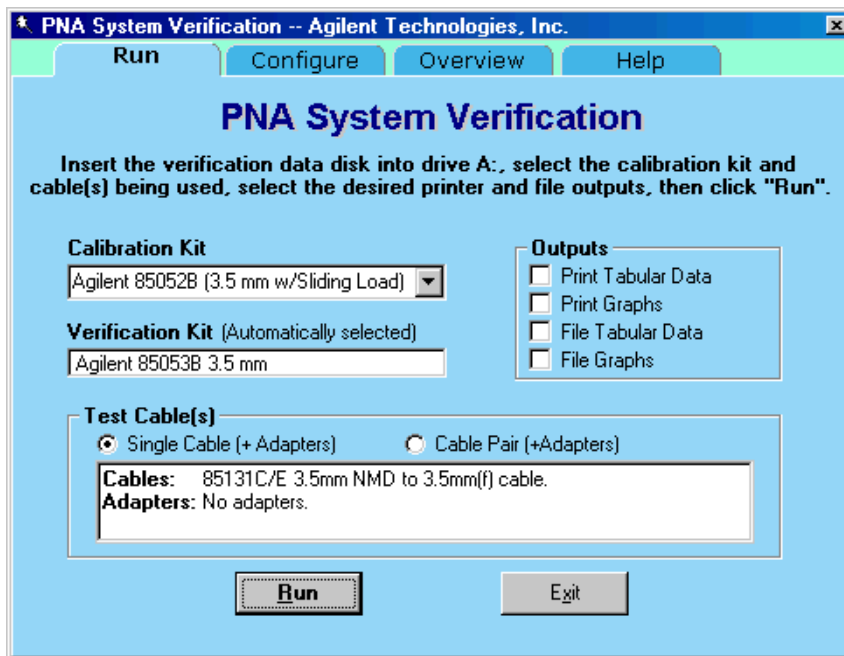 PNA System Verification -- Agilent Technologies, Inc.
Run
Configure
Overview
Help
PNA System Verification
Insert the verification data disk into drive A:, select the calibration kit and
cable(s) being used, select the desired printer and file outputs, then click "Run".
Calibration Kit
Agilent 85052B (3.5 mm w/Sliding Load)
Verification Kit (Automatically selected)
Agilent 85053B 3.5 mm
Outputs
Print Tabular Data
Print Graphs
File Tabular Data
File Graphs
Test Cable(s)
Single Cable (+ Adapters)
Cable Pair (+Adapters)
Cables: 85131C/E 3.5mm NMD to 3.5mm(f) cable.
Adapters: No adapters.
Run
Exit